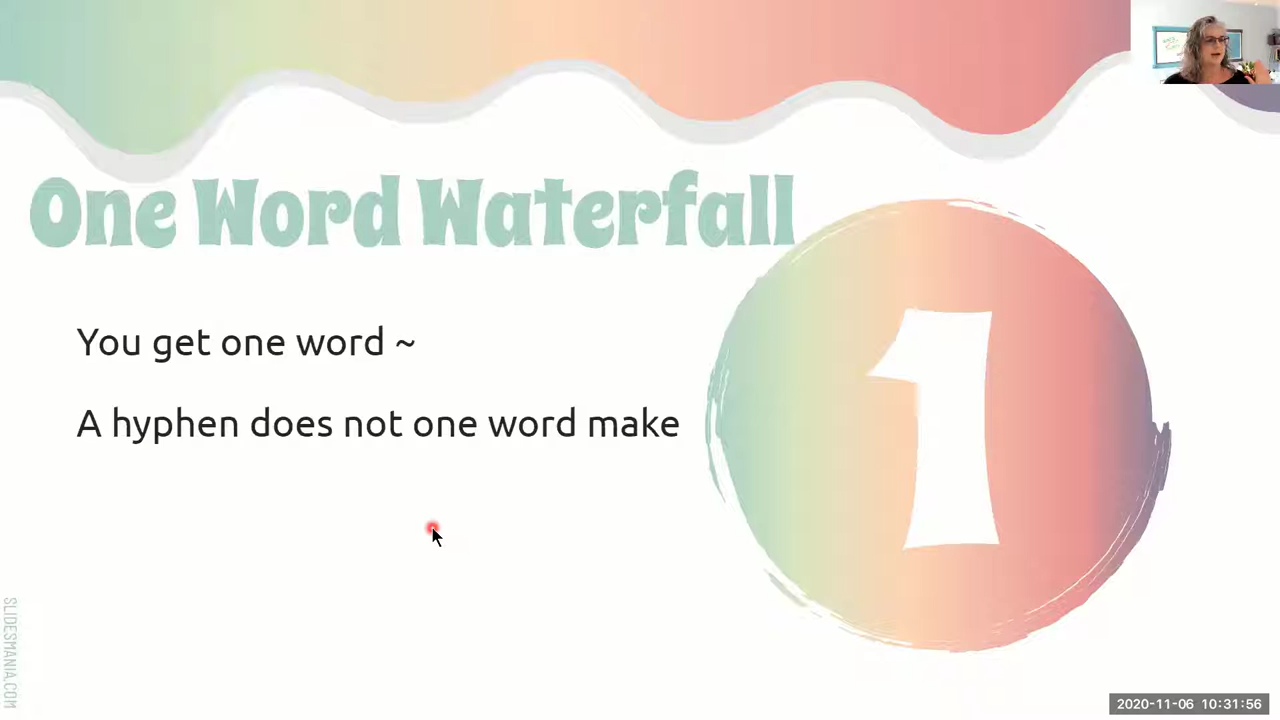 One Word Waterfall
You get one word ~
A hyphen does not one word make
1
SLIDESMANIA.COM
2020-11-06 10:31:56